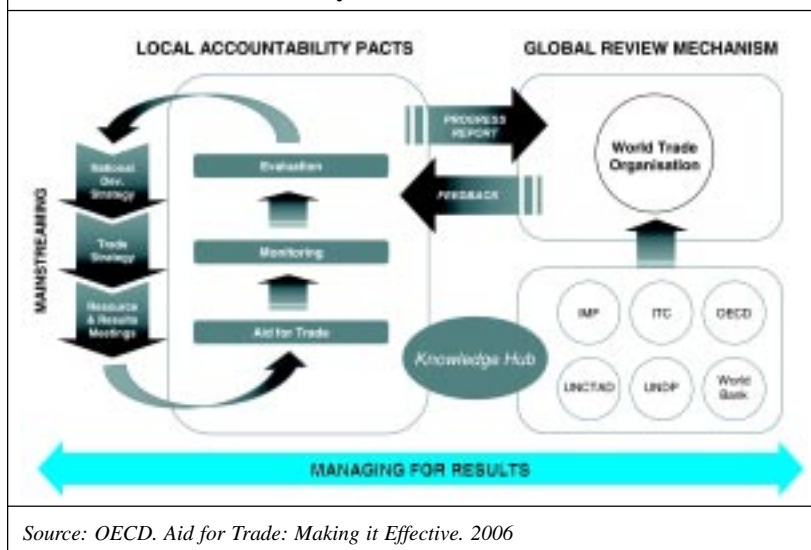 LOCAL ACCOUNTABILITY PACTS
GLOBAL REVIEW MECHANISM
MAINSTREAMING
National
Dev.
Strategy
Trade
Strategy
Resource
& Results
Meetings
Evaluation
Monitoring
Aid for Trade
PROGRESS
REPORT
FEEDBACK
World Trade
Organisation
Knowledge Hub
IMF
ITC
OECD
UNCTAD
UNDP
World
Bank
MANAGING FOR RESULTS
Source: OECD. Aid for Trade: Making it Effective. 2006